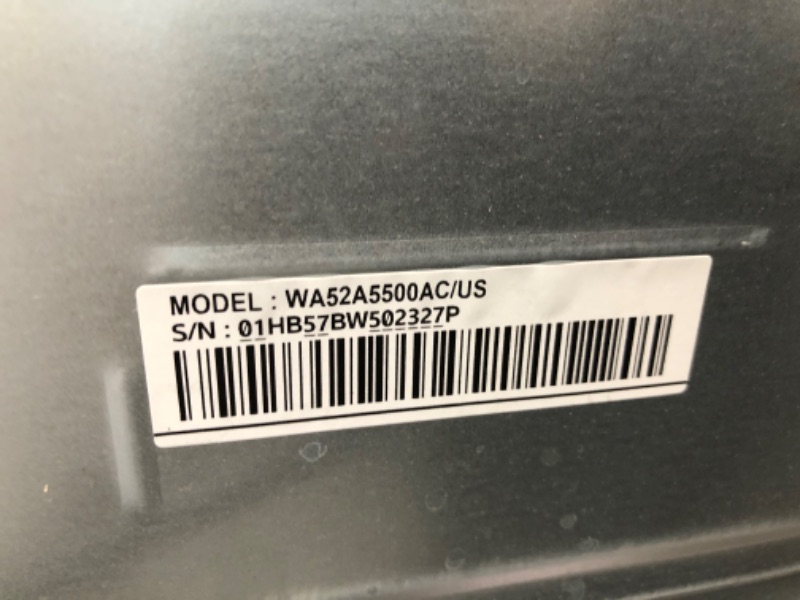 MODEL : WA52A5500AC/US
S/N : 01HB57BW502327P